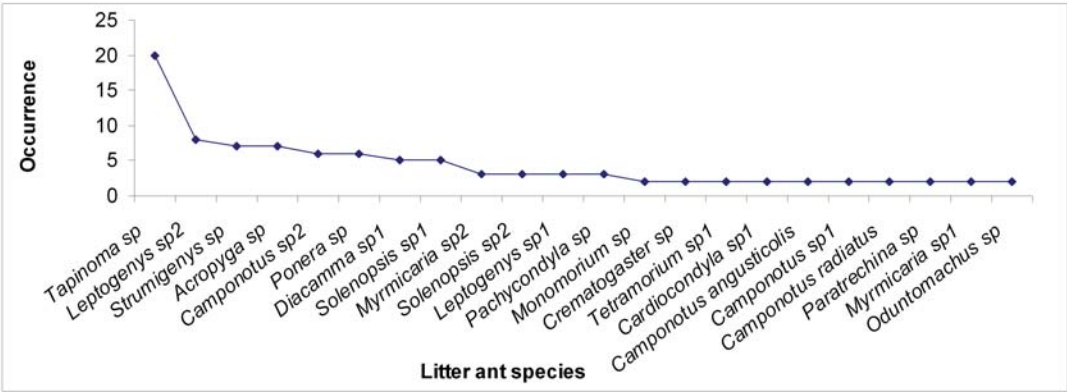 25
20
15
10
5
0
Occurrence
Tapinoma sp
Leptogenys sp2
Strumigenys sp
Acropyga sp
Camponotus sp2
Ponera sp
Diacamma sp1
Solenopsis sp1
Myrmicaria sp2
Solenopsis sp2
Leptogenys sp1
Pachycondyla sp
Monomorium sp
Crematogaster sp
Tetramorium sp1
Cardiocondyla sp1
Camponotus angusticolis
Camponotus sp1
Camponotus radiatus
Paratrechina sp
Myrmicaria sp1
Oduntomachus sp
Litter ant species